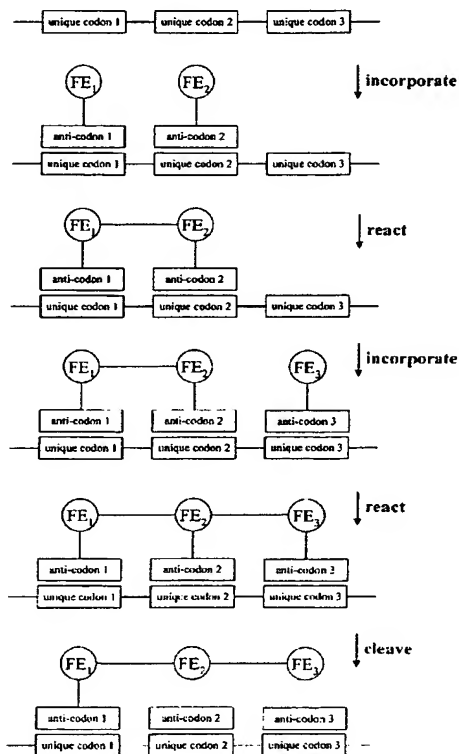 unique codon 1 unique codon 2 unique codon 3
incorporate
FE1 FE2
anti-codon 1 anti-codon 2
unique codon 1 unique codon 2 unique codon 3
react
FE1 FE2
anti-codon 1 anti-codon 2
unique codon 1 unique codon 2 unique codon 3
incorporate
FE1 FE2 FE3
anti-codon 1 anti-codon 2 anti-codon 3
unique codon 1 unique codon 2 unique codon 3
react
FE1 FE2 FE3
anti-codon 1 anti-codon 2 anti-codon 3
unique codon 1 unique codon 2 unique codon 3
cleave
FE1 FE2 FE3
anti-codon 1 anti-codon 2 anti-codon 3
unique codon 1 unique codon 2 unique codon 3